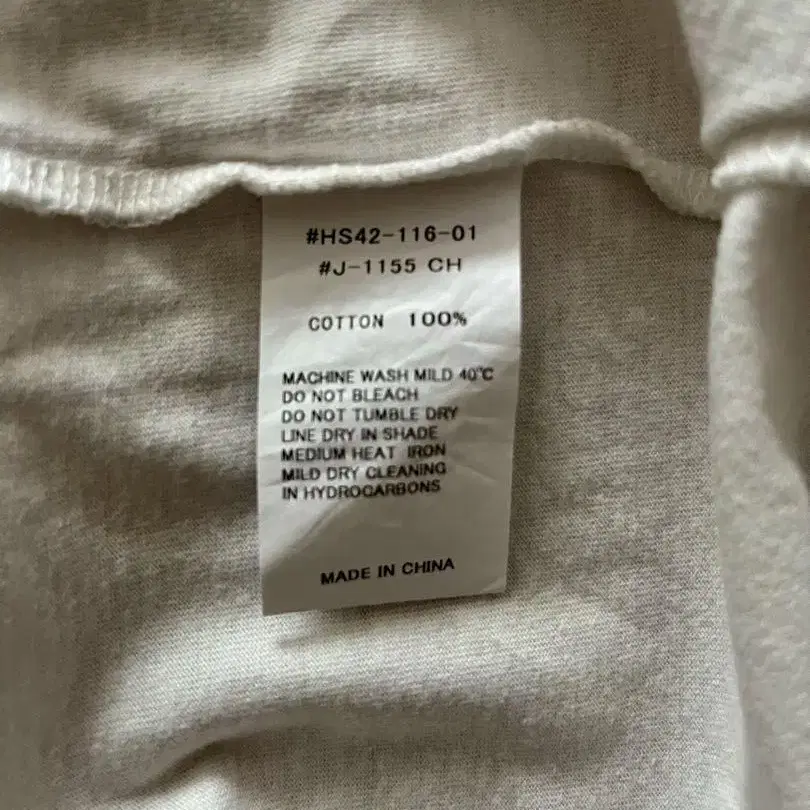 #HS42-116-01
#J-1155 CH
COTTON 100%
MACHINE WASH MILD 40℃
DO NOT BLEACH
DO NOT TUMBLE DRY
LINE DRY IN SHADE
MEDIUM HEAT IRON
MILD DRY CLEANING
IN HYDROCARBONS
MADE IN CHINA